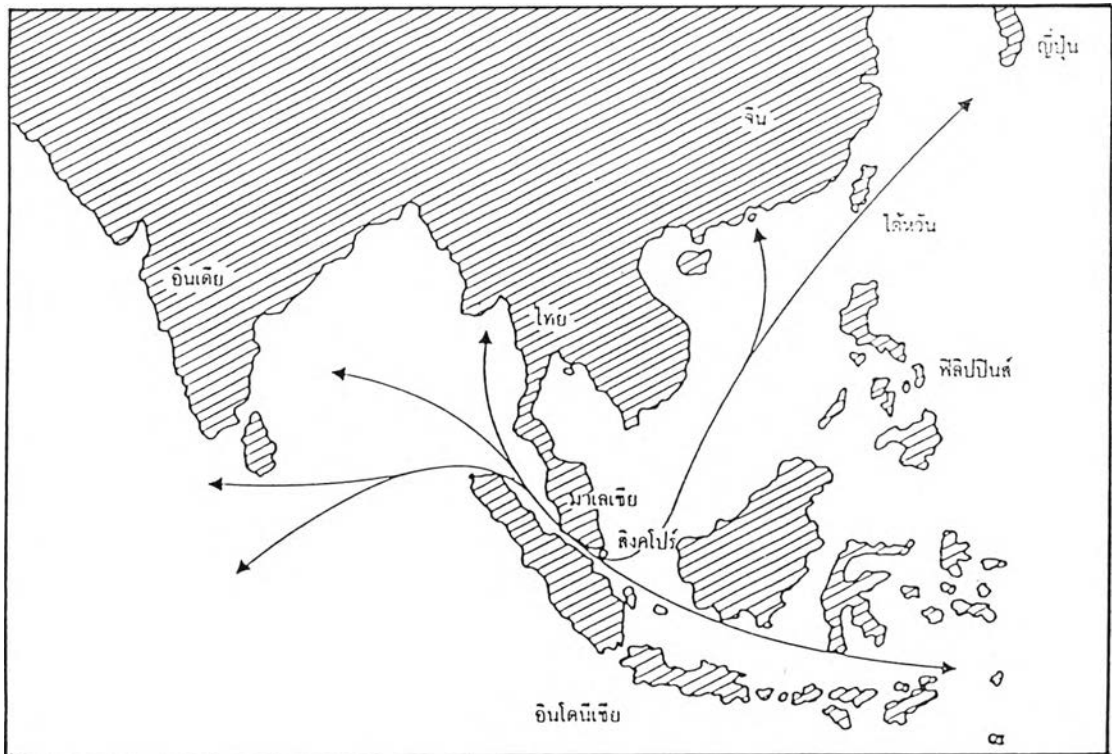 ญี่ปุ่น
จีน
ไต้หวัน
อินเดีย
ไทย
ฟิลิปปินส์
มาเลเซีย
สิงคโปร์
อินโดนีเซีย